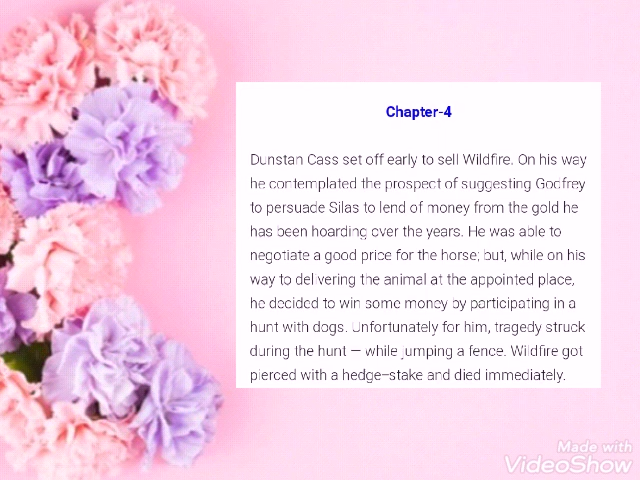 Chapter-4
Dunstan Cass set off early to sell Wildfire. On his way
he contemplated the prospect of suggesting Godfrey
to persuade Silas to lend of money from the gold he
has been hoarding over the years. He was able to
negotiate a good price for the horse; but, while on his
way to delivering the animal at the appointed place,
he decided to win some money by participating in a
hunt with dogs. Unfortunately for him, tragedy struck
during the hunt — while jumping a fence. Wildfire got
pierced with a hedge–stake and died immediately.
Made with
VideoShow